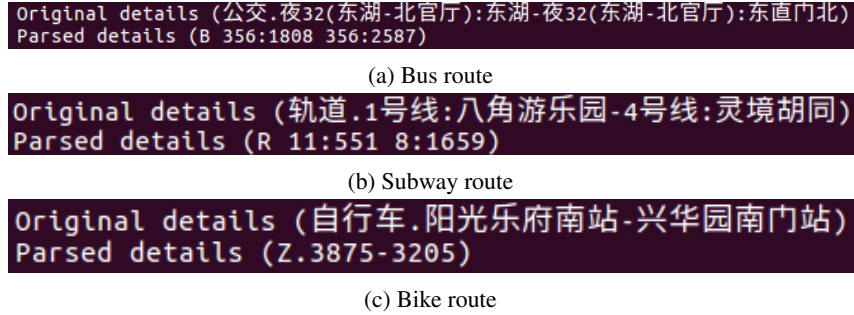 Original details (公交.夜32(东湖-北官厅):东湖-夜32(东湖-北官厅):东直门北)
Parsed details (B 356:1808 356:2587)
(a) Bus route
Original details (轨道.1号线:八角游乐园-4号线:灵境胡同)
Parsed details (R 11:551 8:1659)
(b) Subway route
Original details (自行车.阳光乐府南站-兴华园南门站)
Parsed details (Z.3875-3205)
(c) Bike route